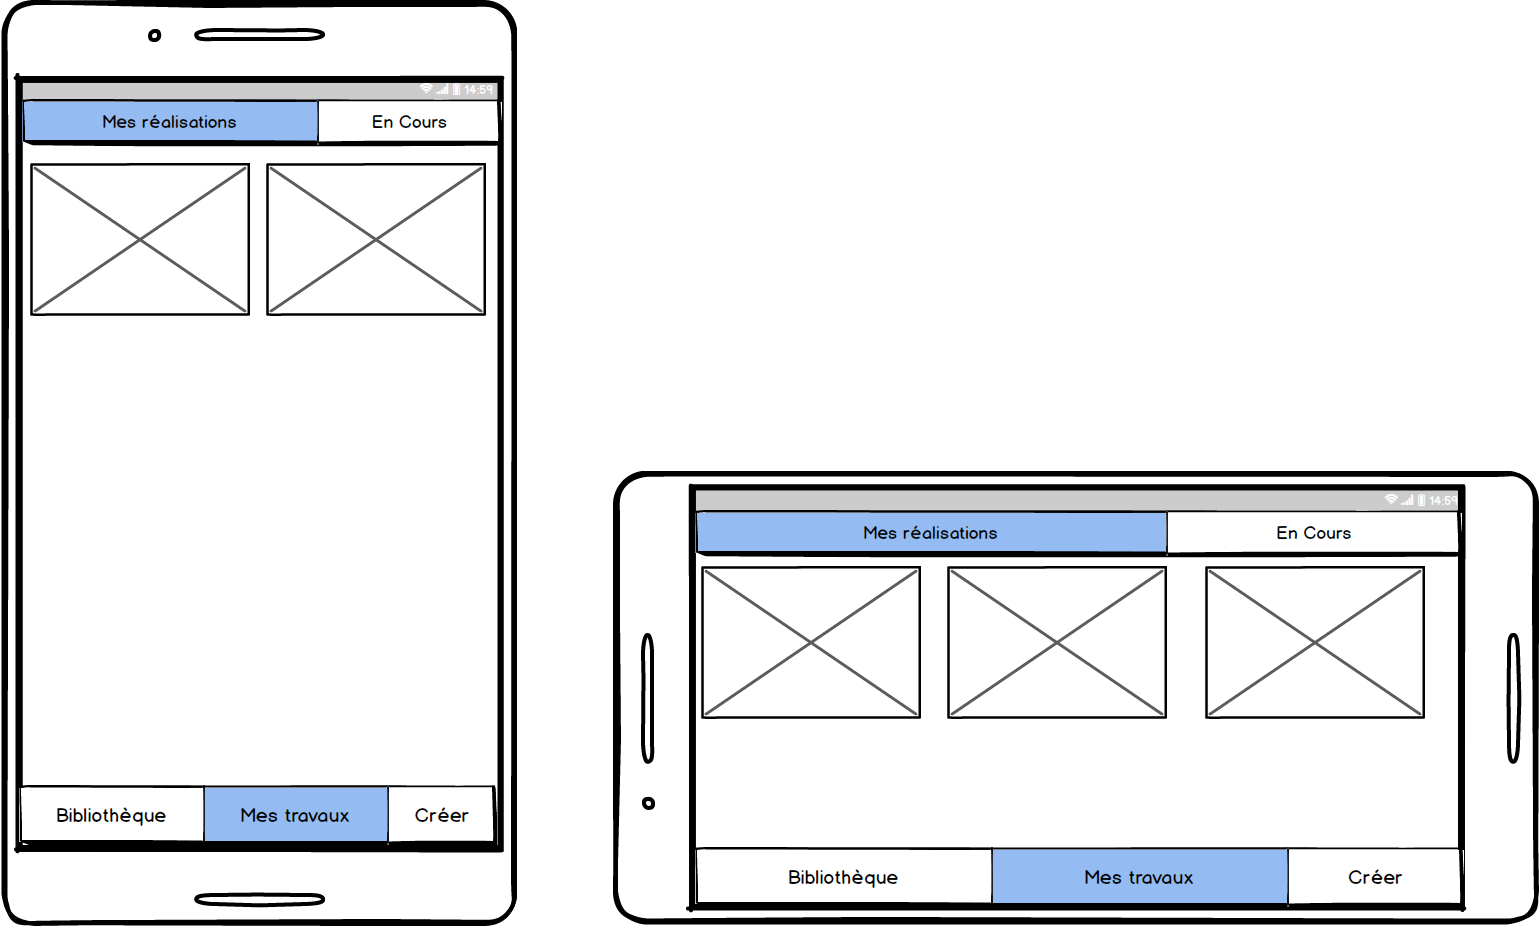 14:59
Mes réalisations En Cours
Bibliothèque Mes travaux Créer
14:59
Mes réalisations En Cours
Bibliothèque Mes travaux Créer